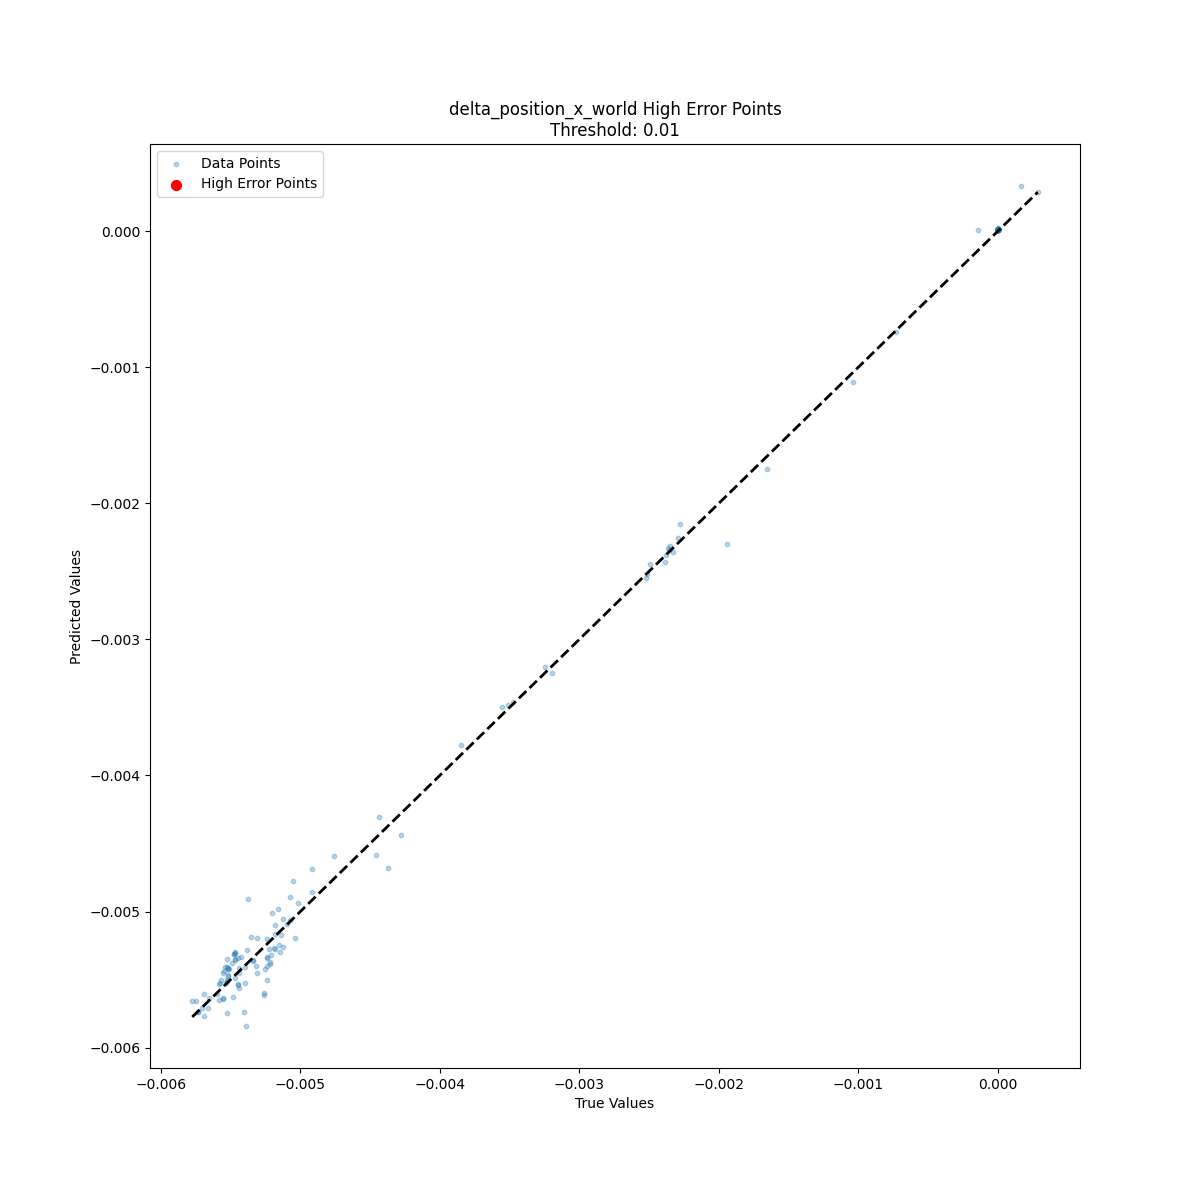 delta_position_x_world High Error Points
Threshold: 0.01
Data Points
High Error Points
0.000
−0.001
−0.002
−0.003
−0.004
−0.005
−0.006
Predicted Values
−0.006 −0.005 −0.004 −0.003 −0.002 −0.001 0.000
True Values